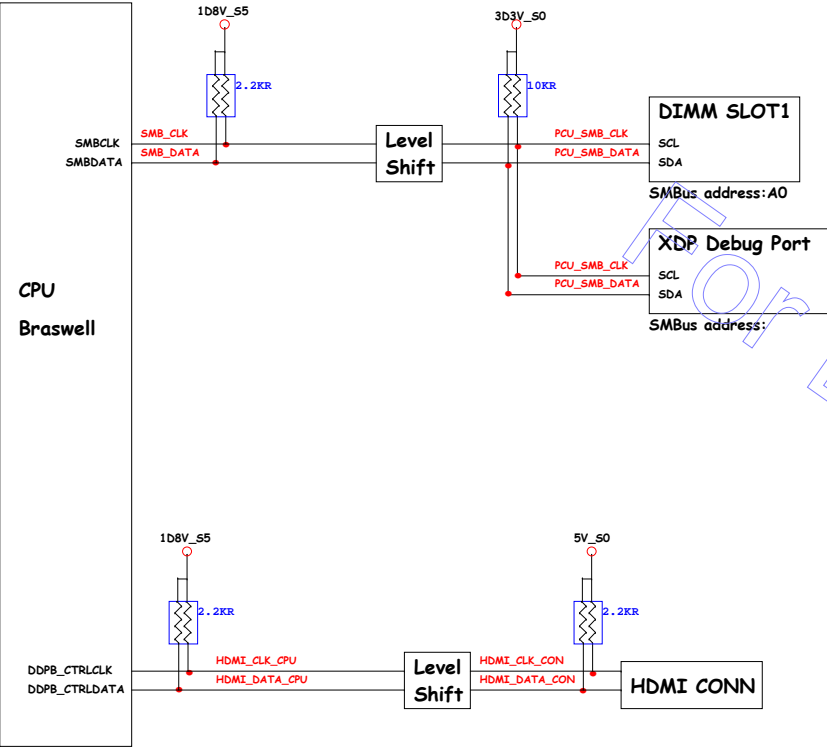 1D8V_S5
3D3V_S0
2.2KR
10KR
DIMM SLOT1
SMBCLK
SMB_CLK
Level
Shift
PCU_SMB_CLK
SCL
SMBDATA
SMB_DATA
PCU_SMB_DATA
SDA
SMBus address:A0
XDP Debug Port
PCU_SMB_CLK
SCL
PCU_SMB_DATA
SDA
SMBus address:
CPU
Braswell
For
1D8V_S5
5V_S0
2.2KR
2.2KR
DDPB_CTRLCLK
HDMI_CLK_CPU
Level
Shift
HDMI_CLK_CON
DDPB_CTRLDATA
HDMI_DATA_CPU
HDMI_DATA_CON
HDMI CONN